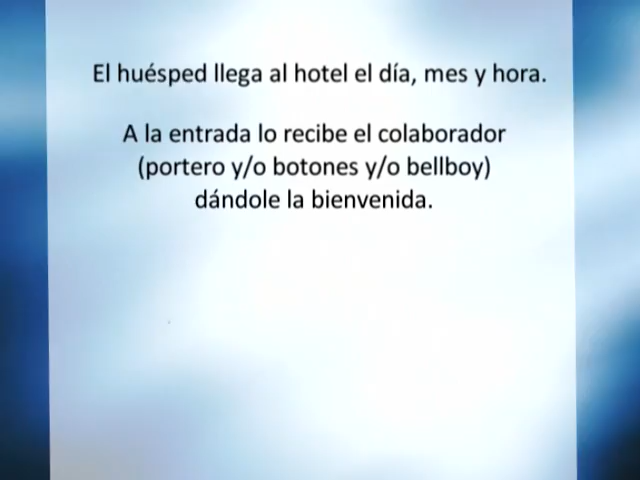 El huésped llega al hotel el día, mes y hora.
A la entrada lo recibe el colaborador
(portero y/o botones y/o bellboy)
dándole la bienvenida.